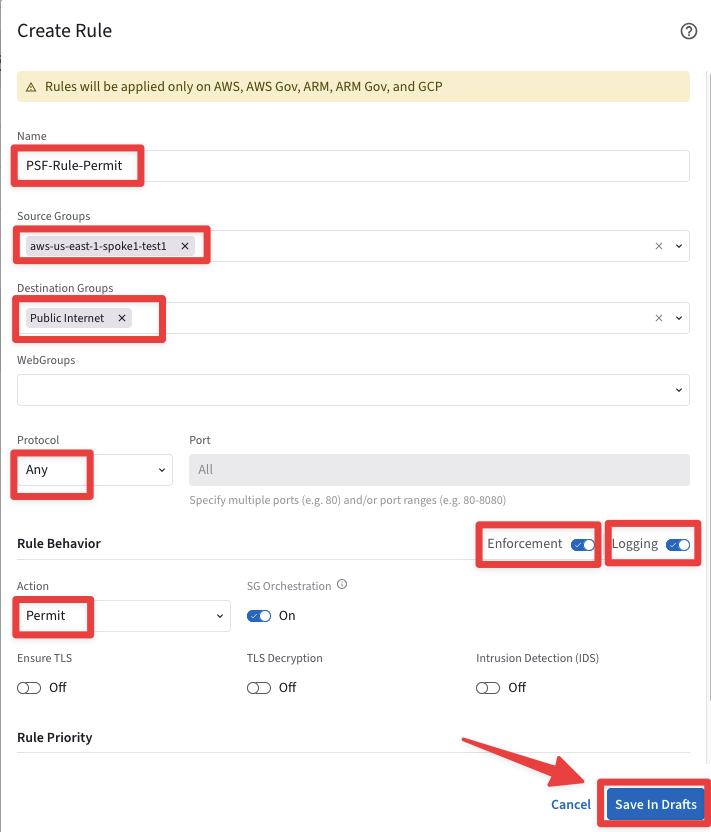 Create Rule
Rules will be applied only on AWS, AWS Gov, ARM, ARM Gov, and GCP
Name
PSF-Rule-Permit
Source Groups
aws-us-east-1-spoke1-test1
Destination Groups
Public Internet
WebGroups
Protocol Port
Any All
Specify multiple ports (e.g. 80) and/or port ranges (e.g. 80-8080)
Rule Behavior Enforcement Logging
Action SG Orchestration
Permit On
Ensure TLS TLS Decryption Intrusion Detection (IDS)
Off Off Off
Rule Priority
Cancel Save In Drafts